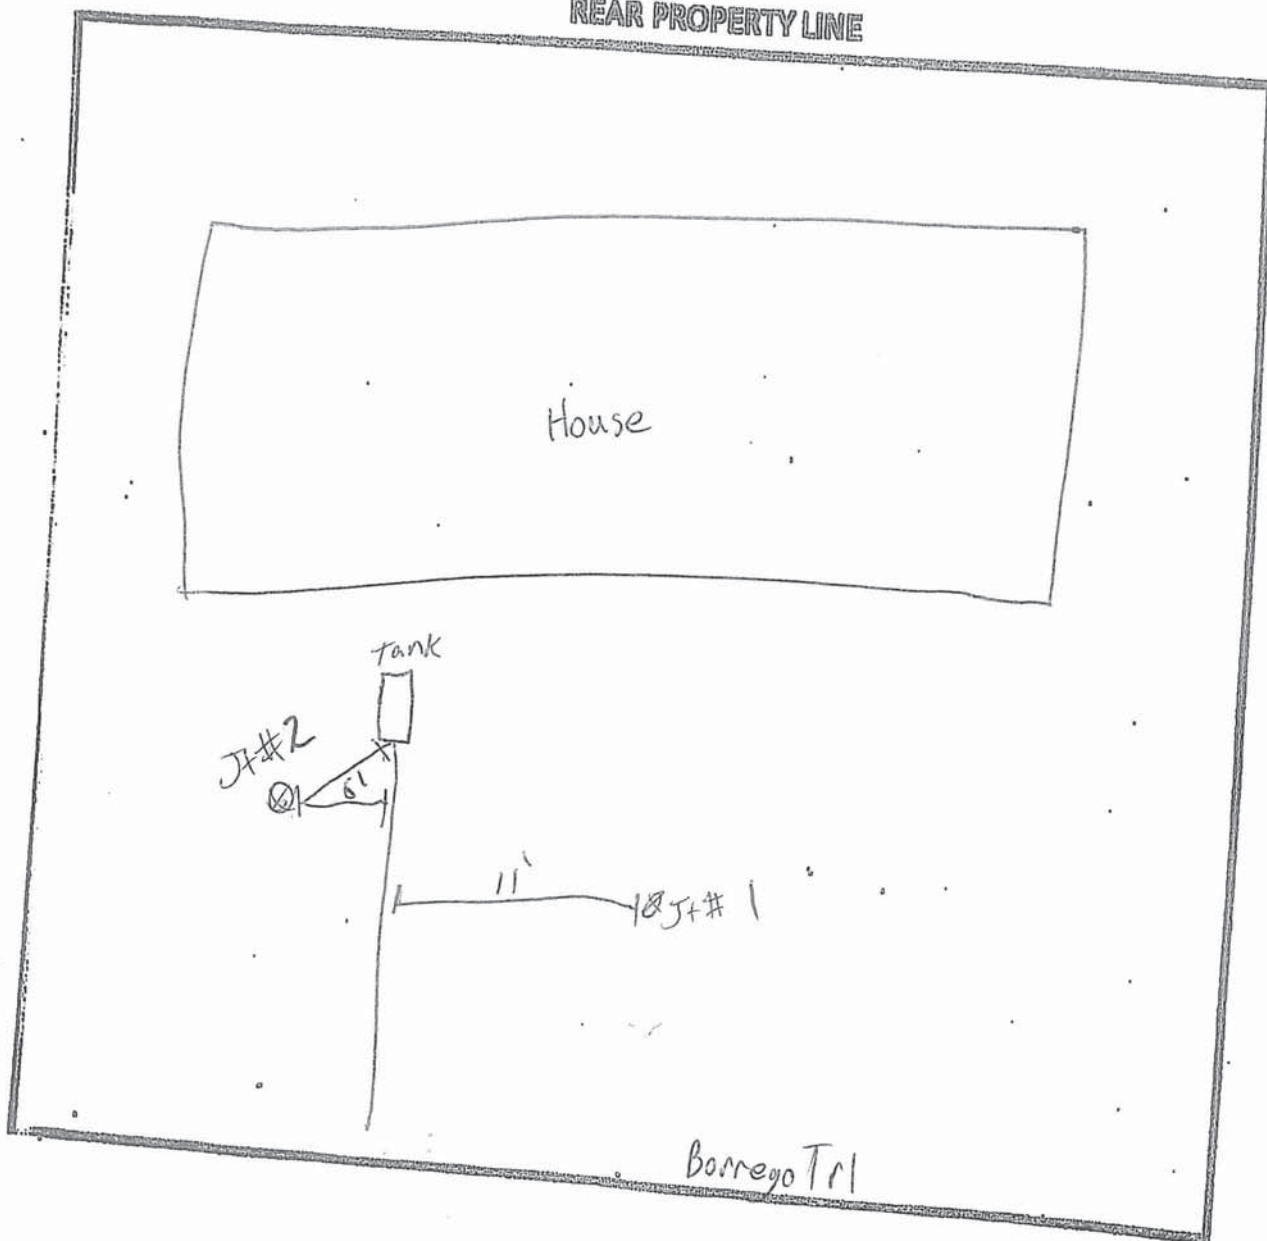 REAR PROPERTY LINE
House
Tank
Jt#2
6'
11'
Jt# 1
Borrego Trl